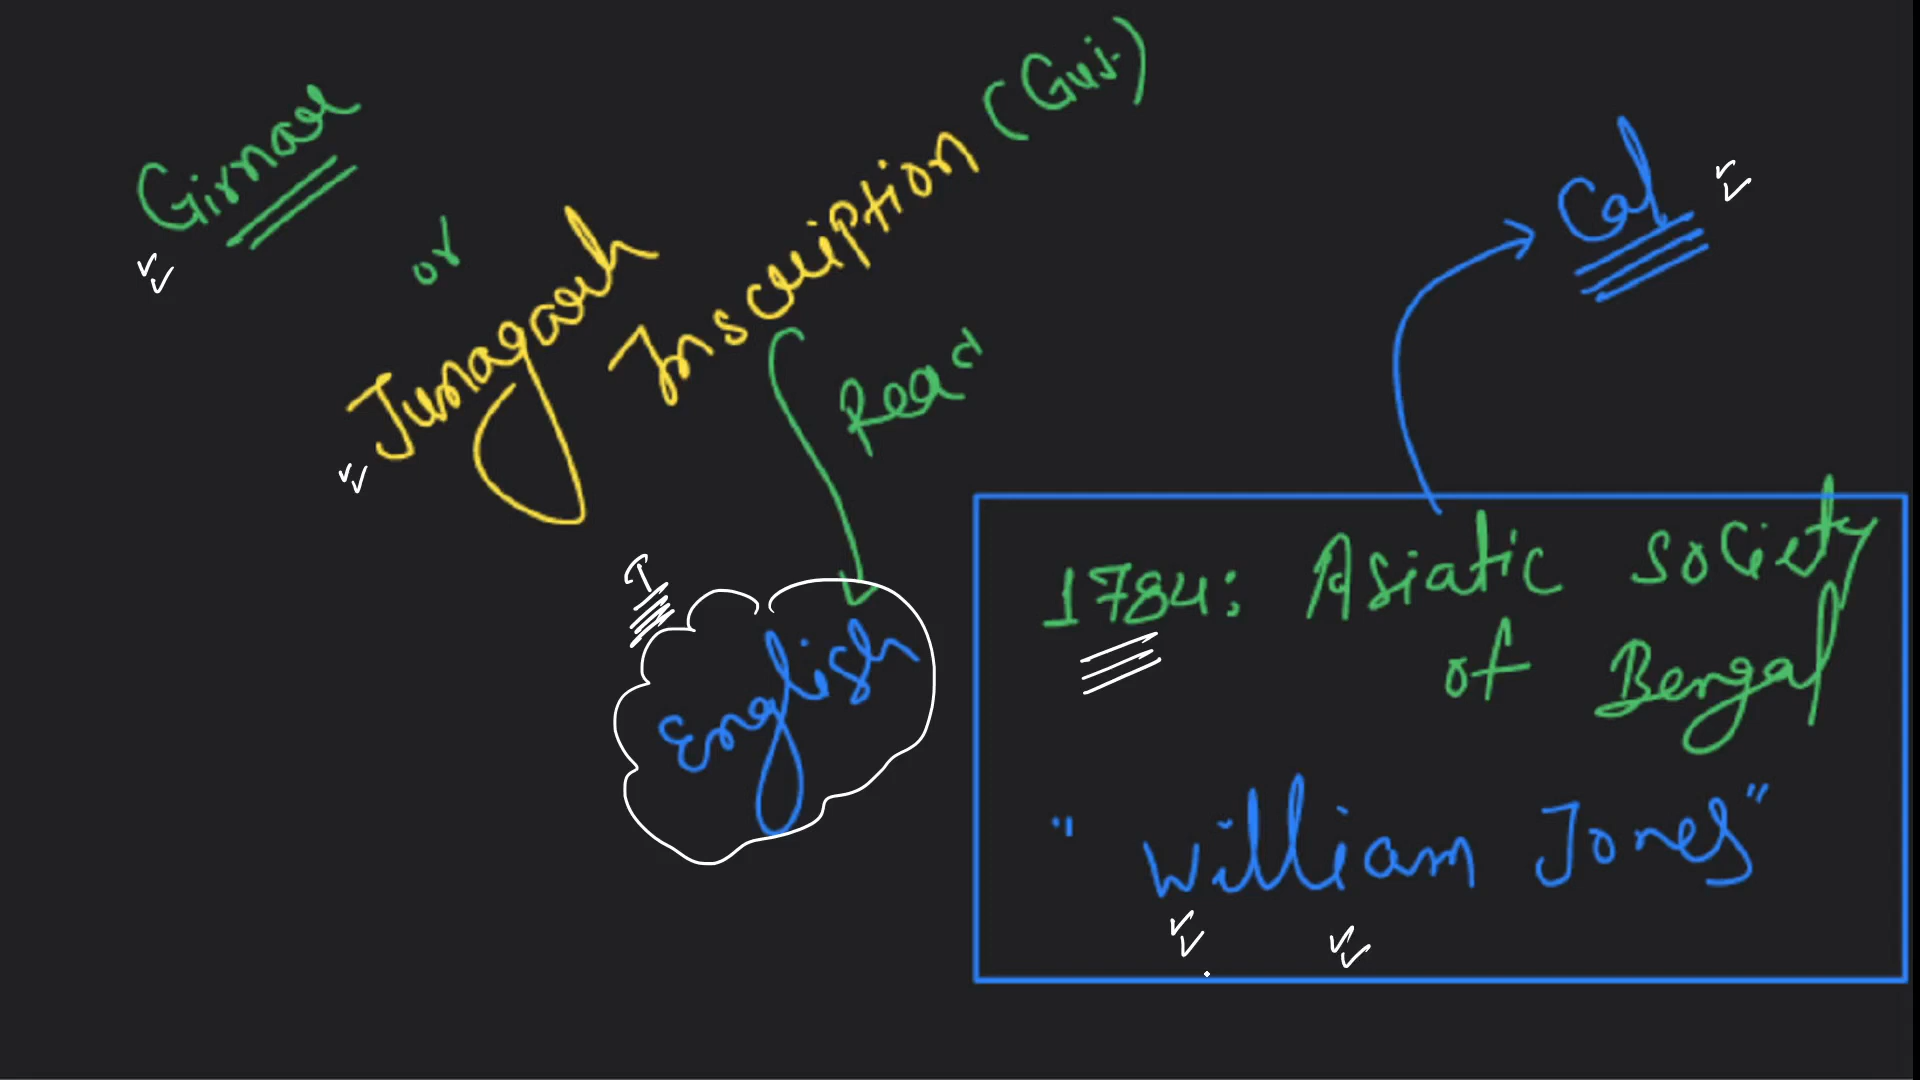 Girnar
or
Junagarh Inscription (Guj.)
Read
English
Cal
1784: Asiatic Society
of Bengal
"William Jones"